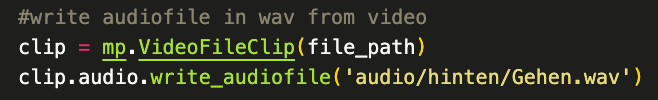 #write audiofile in wav from video
clip = mp.VideoFileClip(file_path)
clip.audio.write_audiofile('audio/hinten/Gehen.wav')